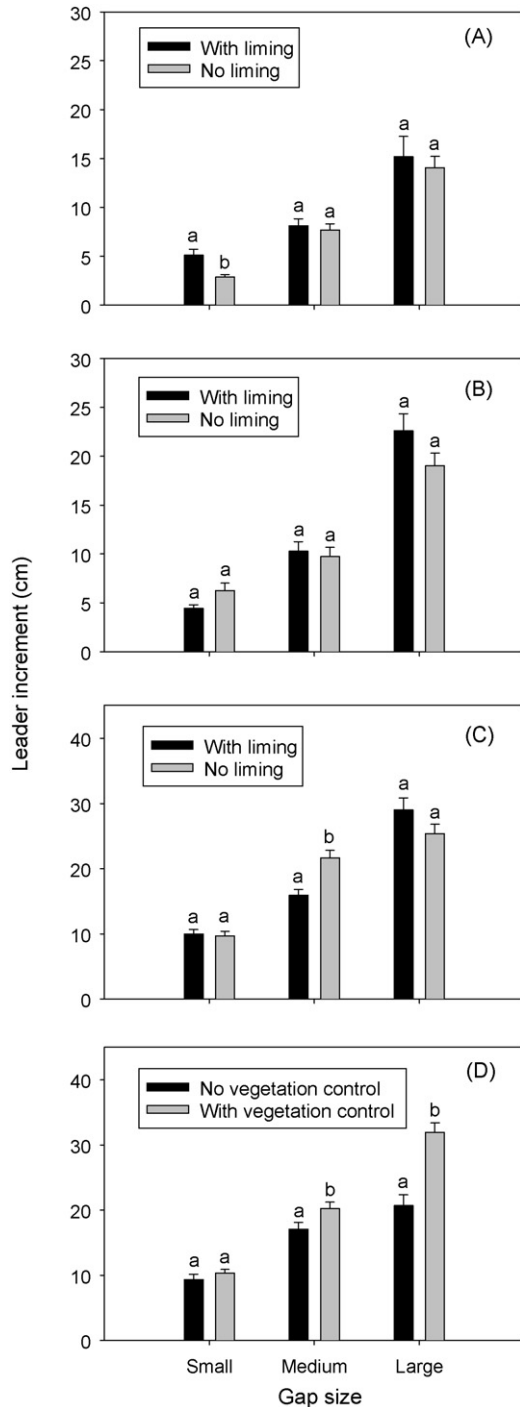 (A)
With liming
No liming
30
25
20
15
10
5
0
a
b
a
a
a
a
(B)
With liming
No liming
30
25
20
15
10
5
0
a
a
a
a
a
a
Leader increment (cm)
(C)
With liming
No liming
40
30
20
10
0
a
a
a
b
a
a
(D)
No vegetation control
With vegetation control
40
30
20
10
0
a
a
a
b
a
b
Small Medium Large
Gap size